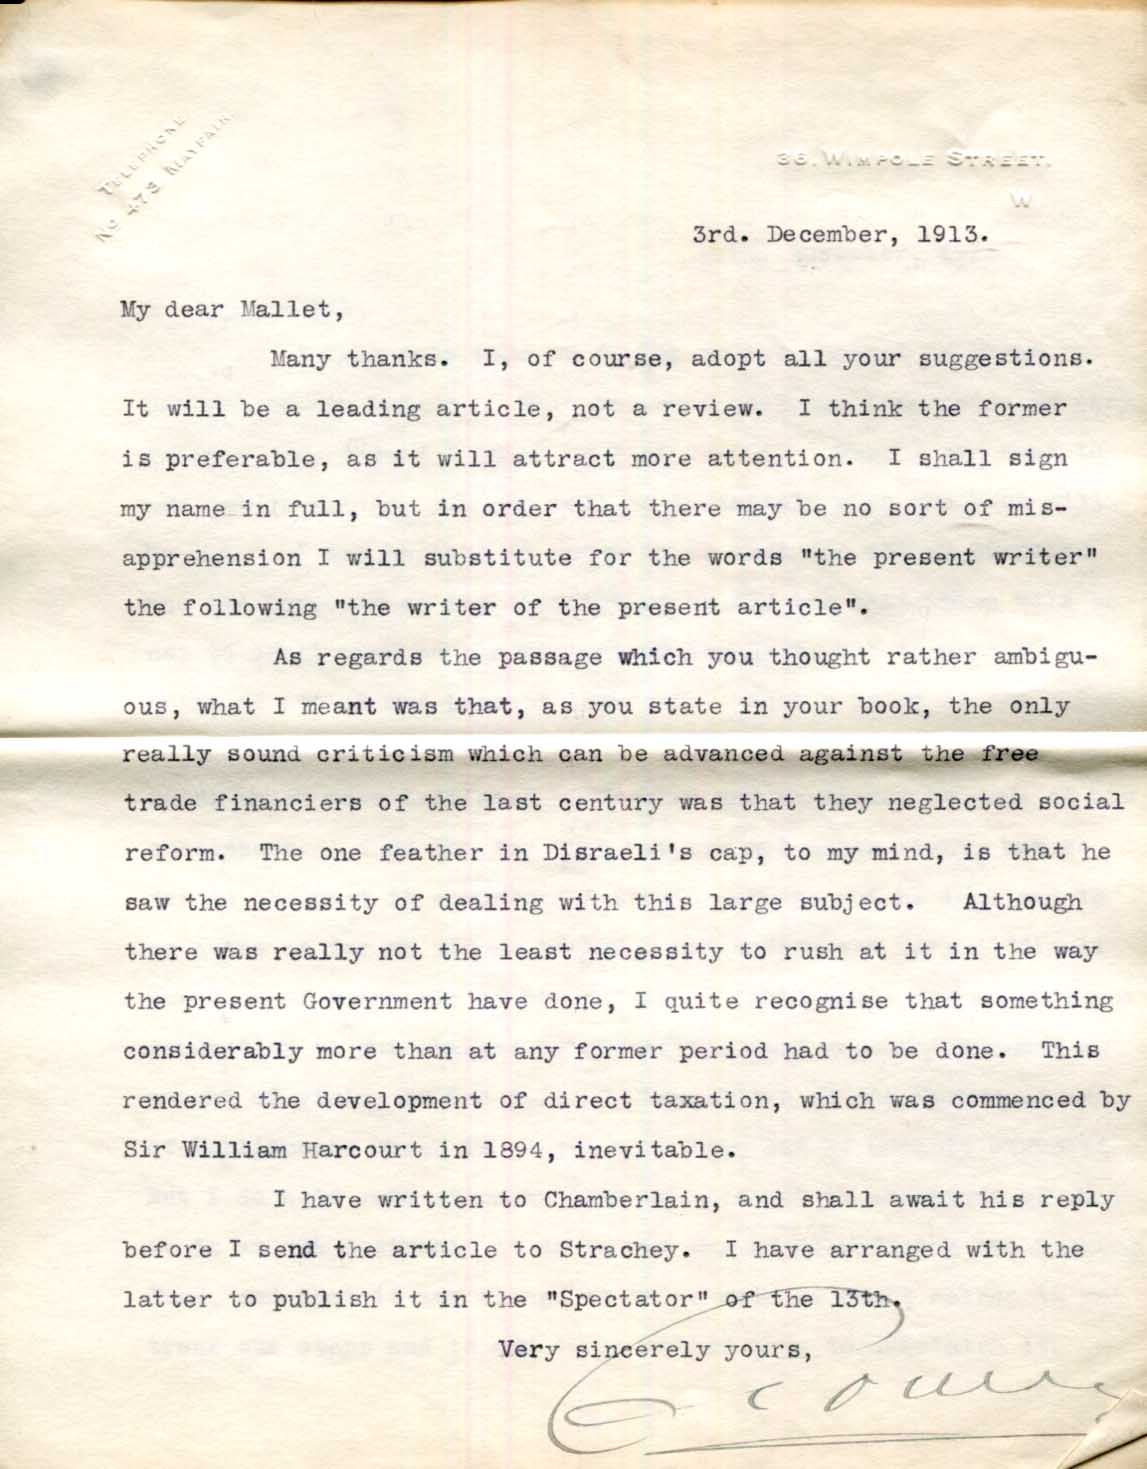 TELEPHONE
No 473 MAYFAIR.
36, WIMPOLE STREET.
W
3rd. December, 1913.
My dear Mallet,
Many thanks. I, of course, adopt all your suggestions.
It will be a leading article, not a review. I think the former
is preferable, as it will attract more attention. I shall sign
my name in full, but in order that there may be no sort of mis-
apprehension I will substitute for the words "the present writer"
the following "the writer of the present article".
As regards the passage which you thought rather ambigu-
ous, what I meant was that, as you state in your book, the only
really sound criticism which can be advanced against the free
trade financiers of the last century was that they neglected social
reform. The one feather in Disraeli's cap, to my mind, is that he
saw the necessity of dealing with this large subject. Although
there was really not the least necessity to rush at it in the way
the present Government have done, I quite recognise that something
considerably more than at any former period had to be done. This
rendered the development of direct taxation, which was commenced by
Sir William Harcourt in 1894, inevitable.
I have written to Chamberlain, and shall await his reply
before I send the article to Strachey. I have arranged with the
latter to publish it in the "Spectator" of the 13th.
Very sincerely yours,
Cromer